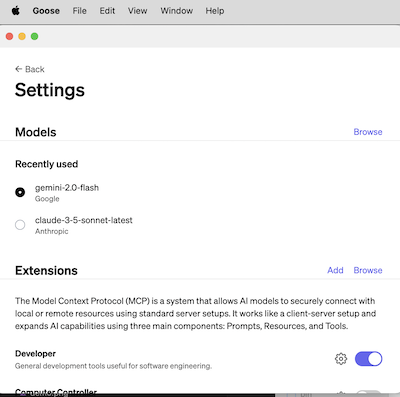 Goose File Edit View Window Help
← Back
Settings
Models Browse
Recently used
gemini-2.0-flash
Google
claude-3-5-sonnet-latest
Anthropic
Extensions Add Browse
The Model Context Protocol (MCP) is a system that allows AI models to securely connect with
local or remote resources using standard server setups. It works like a client-server setup and
expands AI capabilities using three main components: Prompts, Resources, and Tools.
Developer
General development tools useful for software engineering.
Computer Controller